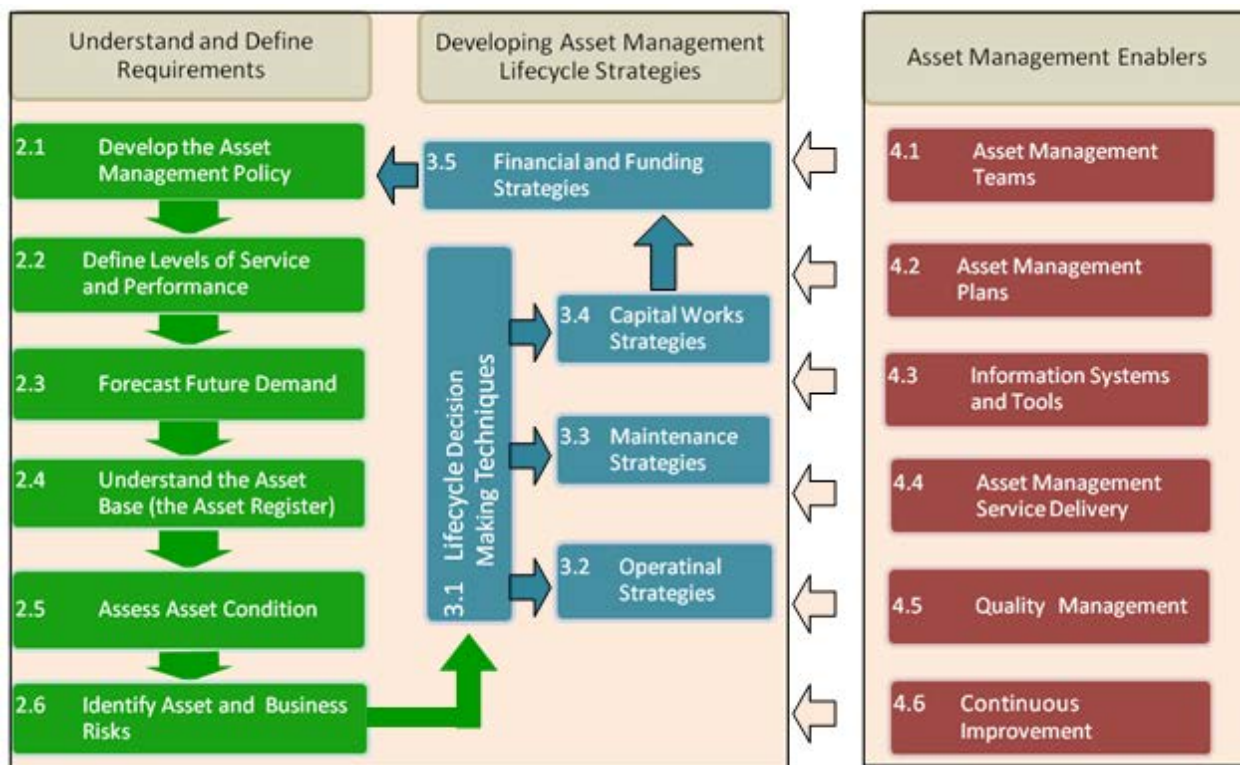 Understand and Define
Requirements
2.1 Develop the Asset
Management Policy
2.2 Define Levels of Service
and Performance
2.3 Forecast Future Demand
2.4 Understand the Asset
Base (the Asset Register)
2.5 Assess Asset Condition
2.6 Identify Asset and Business
Risks
Developing Asset Management
Lifecycle Strategies
3.5 Financial and Funding
Strategies
3.1 Lifecycle Decision
Making Techniques
3.4 Capital Works
Strategies
3.3 Maintenance
Strategies
3.2 Operatinal
Strategies
Asset Management Enablers
4.1 Asset Management
Teams
4.2 Asset Management
Plans
4.3 Information Systems
and Tools
4.4 Asset Management
Service Delivery
4.5 Quality Management
4.6 Continuous
Improvement